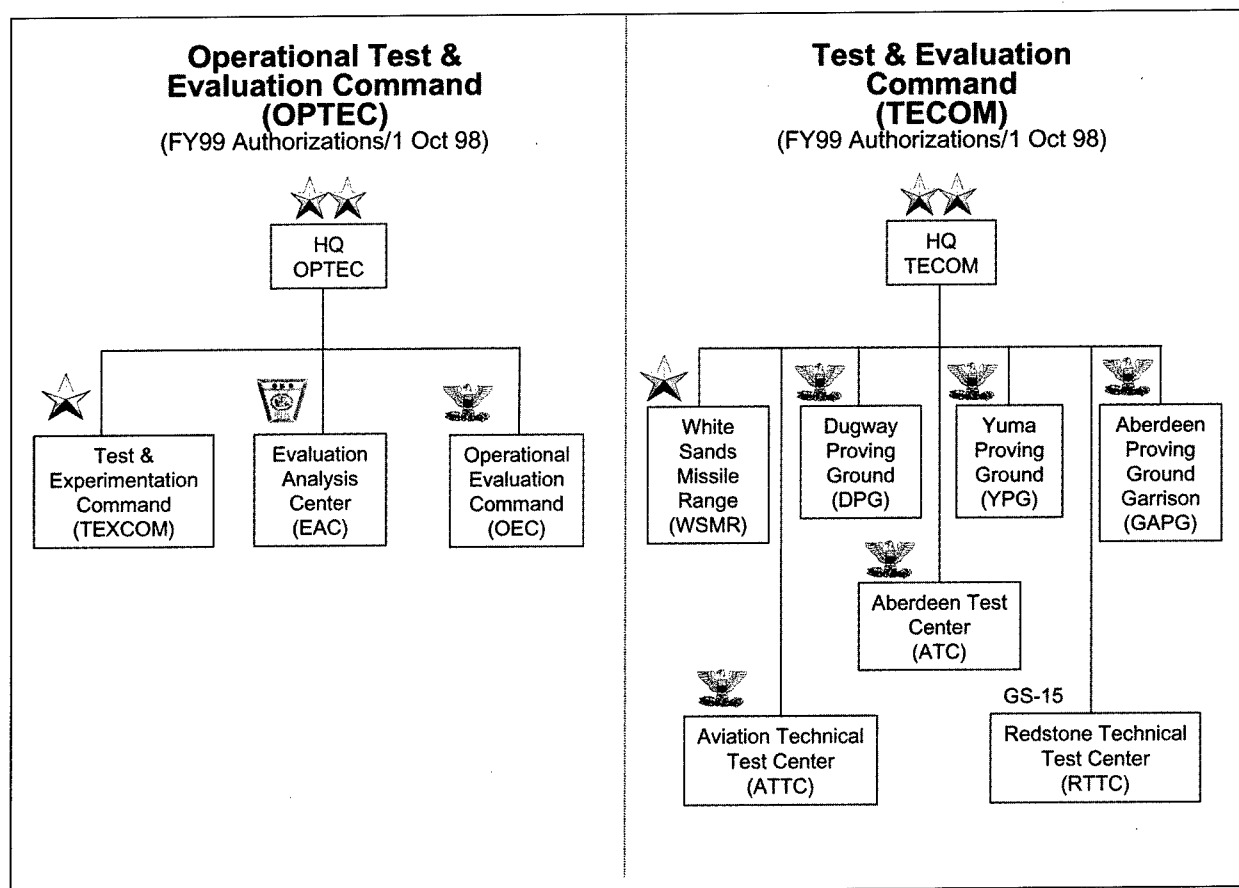 Operational Test &
Evaluation Command
(OPTEC)
(FY99 Authorizations/1 Oct 98)
HQ
OPTEC
Test &
Experimentation
Command
(TEXCOM)
Evaluation
Analysis
Center
(EAC)
Operational
Evaluation
Command
(OEC)
Test & Evaluation
Command
(TECOM)
(FY99 Authorizations/1 Oct 98)
HQ
TECOM
White
Sands
Missile
Range
(WSMR)
Dugway
Proving
Ground
(DPG)
Yuma
Proving
Ground
(YPG)
Aberdeen
Proving
Ground
Garrison
(GAPG)
Aberdeen Test
Center
(ATC)
Aviation Technical
Test Center
(ATTC)
GS-15
Redstone Technical
Test Center
(RTTC)